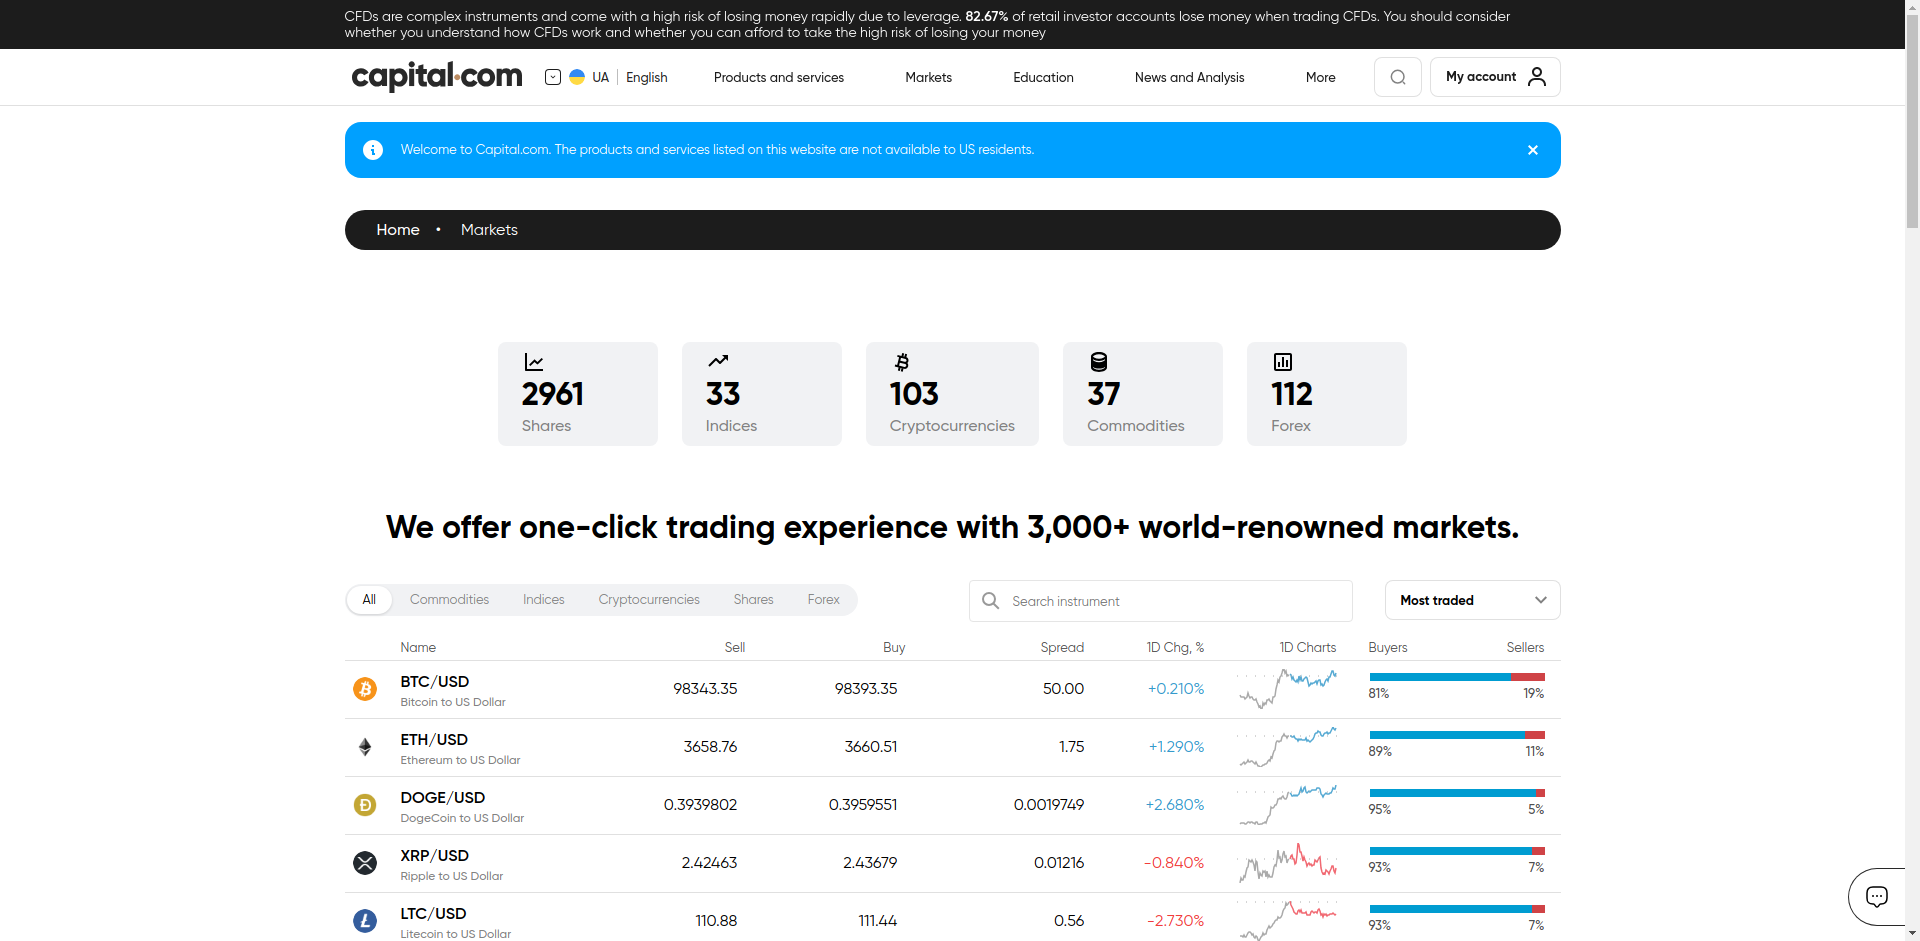 CFDs are complex instruments and come with a high risk of losing money rapidly due to leverage. 82.67% of retail investor accounts lose money when trading CFDs. You should consider
whether you understand how CFDs work and whether you can afford to take the high risk of losing your money
capital.com
UA English
Products and services
Markets
Education
News and Analysis
More
My account
Welcome to Capital.com. The products and services listed on this website are not available to US residents.
Home • Markets
2961
Shares
33
Indices
103
Cryptocurrencies
37
Commodities
112
Forex
We offer one-click trading experience with 3,000+ world-renowned markets.
All Commodities Indices Cryptocurrencies Shares Forex
Search instrument
Most traded
Name Sell Buy Spread 1D Chg, % 1D Charts Buyers Sellers
BTC/USD 98343.35 98393.35 50.00 +0.210% 81% 19%
Bitcoin to US Dollar
ETH/USD 3658.76 3660.51 1.75 +1.290% 89% 11%
Ethereum to US Dollar
DOGE/USD 0.3939802 0.3959551 0.0019749 +2.680% 95% 5%
DogeCoin to US Dollar
XRP/USD 2.42463 2.43679 0.01216 -0.840% 93% 7%
Ripple to US Dollar
LTC/USD 110.88 111.44 0.56 -2.730% 93% 7%
Litecoin to US Dollar